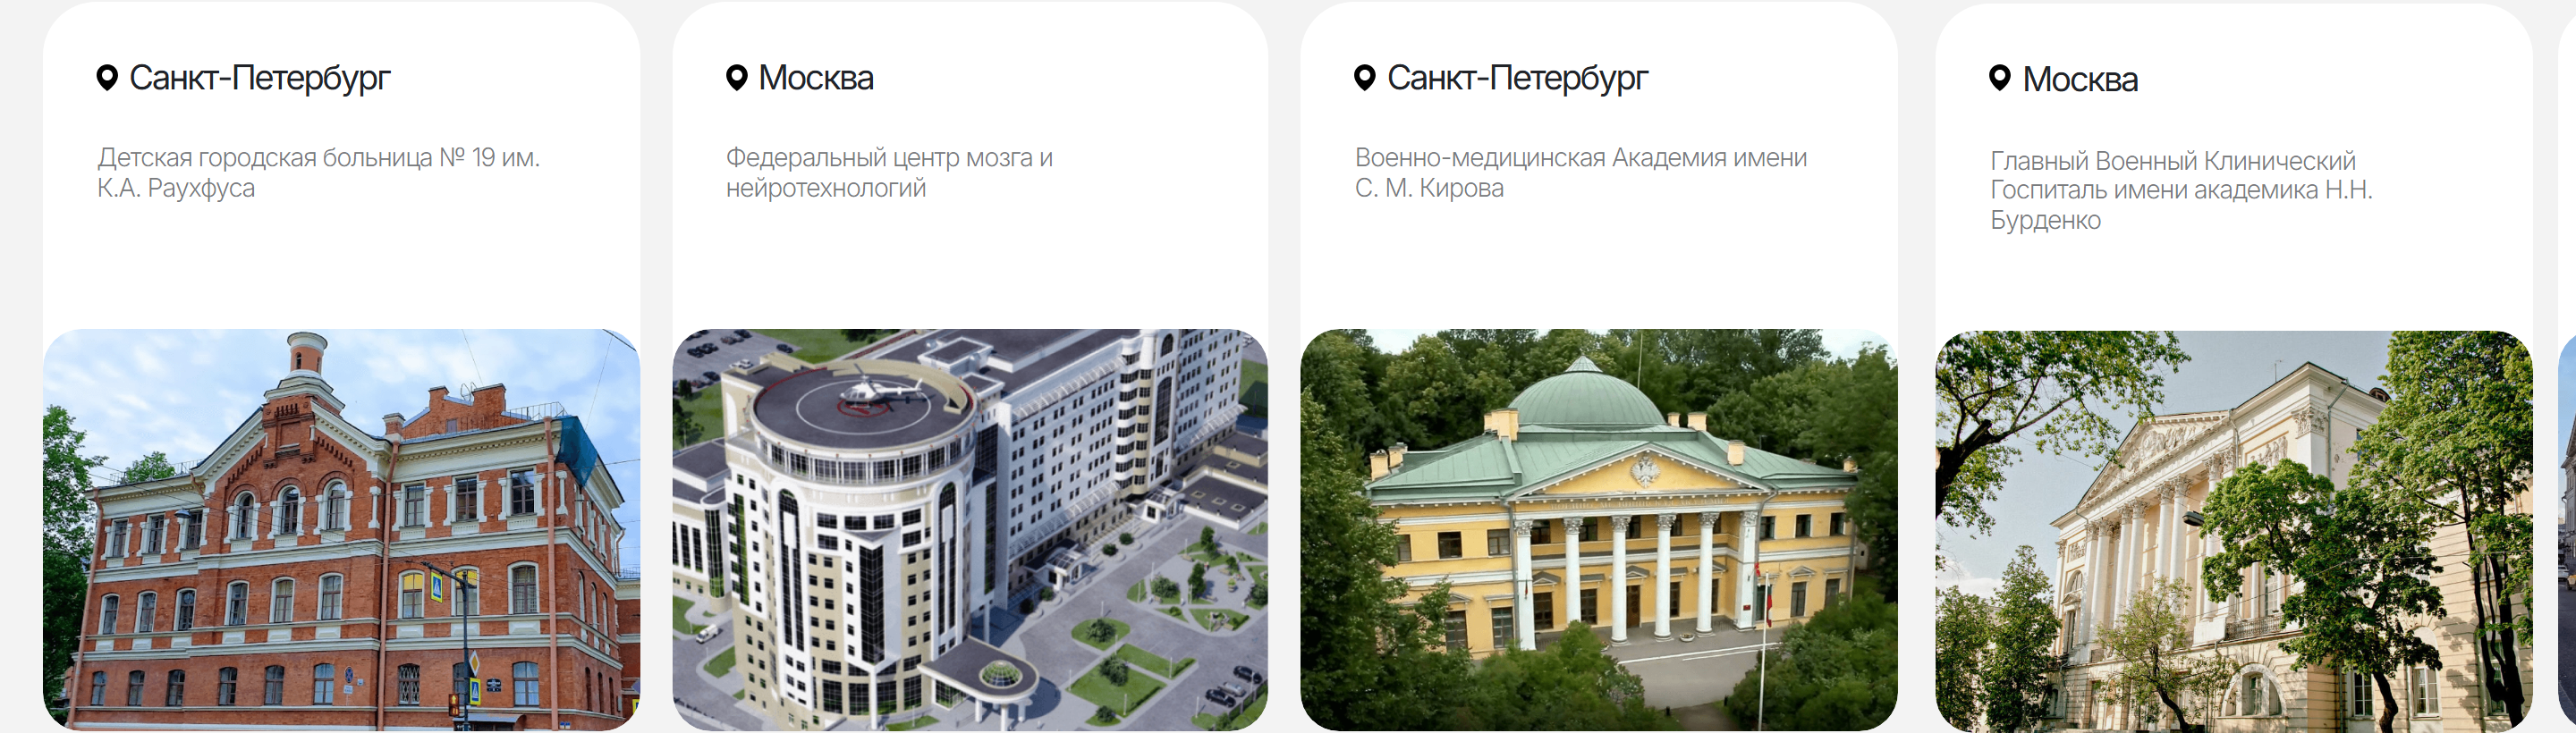 Санкт-Петербург
Детская городская больница № 19 им.
К.А. Раухфуса
Москва
Федеральный центр мозга и
нейротехнологий
Санкт-Петербург
Военно-медицинская Академия имени
С. М. Кирова
Москва
Главный Военный Клинический
Госпиталь имени академика Н.Н.
Бурденко